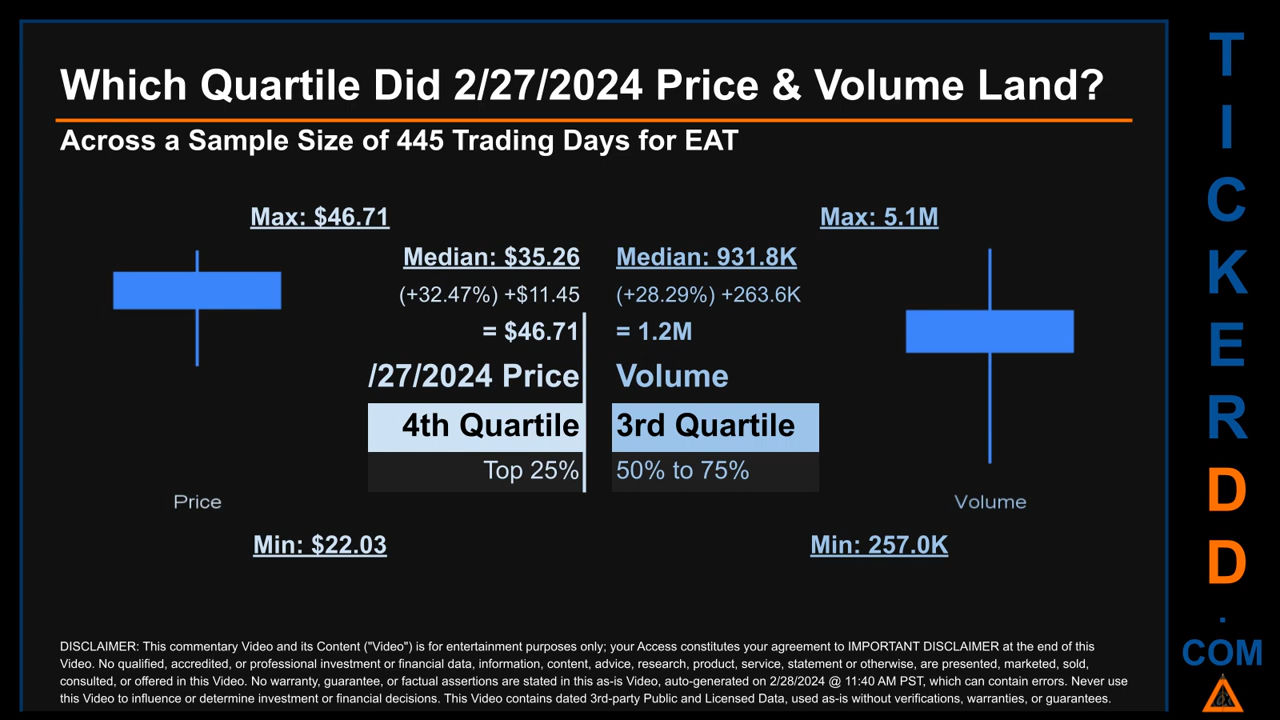 Which Quartile Did 2/27/2024 Price & Volume Land?
Across a Sample Size of 445 Trading Days for EAT
Max: $46.71
Median: $35.26
(+32.47%) +$11.45
= $46.71
/27/2024 Price
4th Quartile
Top 25%
Price
Min: $22.03
Max: 5.1M
Median: 931.8K
(+28.29%) +263.6K
= 1.2M
Volume
3rd Quartile
50% to 75%
Volume
Min: 257.0K
DISCLAIMER: This commentary Video and its Content ("Video") is for entertainment purposes only; your Access constitutes your agreement to IMPORTANT DISCLAIMER at the end of this
Video. No qualified, accredited, or professional investment or financial data, information, content, advice, research, product, service, statement or otherwise, are presented, marketed, sold,
consulted, or offered in this Video. No warranty, guarantee, or factual assertions are stated in this as-is Video, auto-generated on 2/28/2024 @ 11:40 AM PST, which can contain errors. Never use
this Video to influence or determine investment or financial decisions. This Video contains dated 3rd-party Public and Licensed Data, used as-is without verifications, warranties, or guarantees.
T
I
C
K
E
R
D
D
.
COM